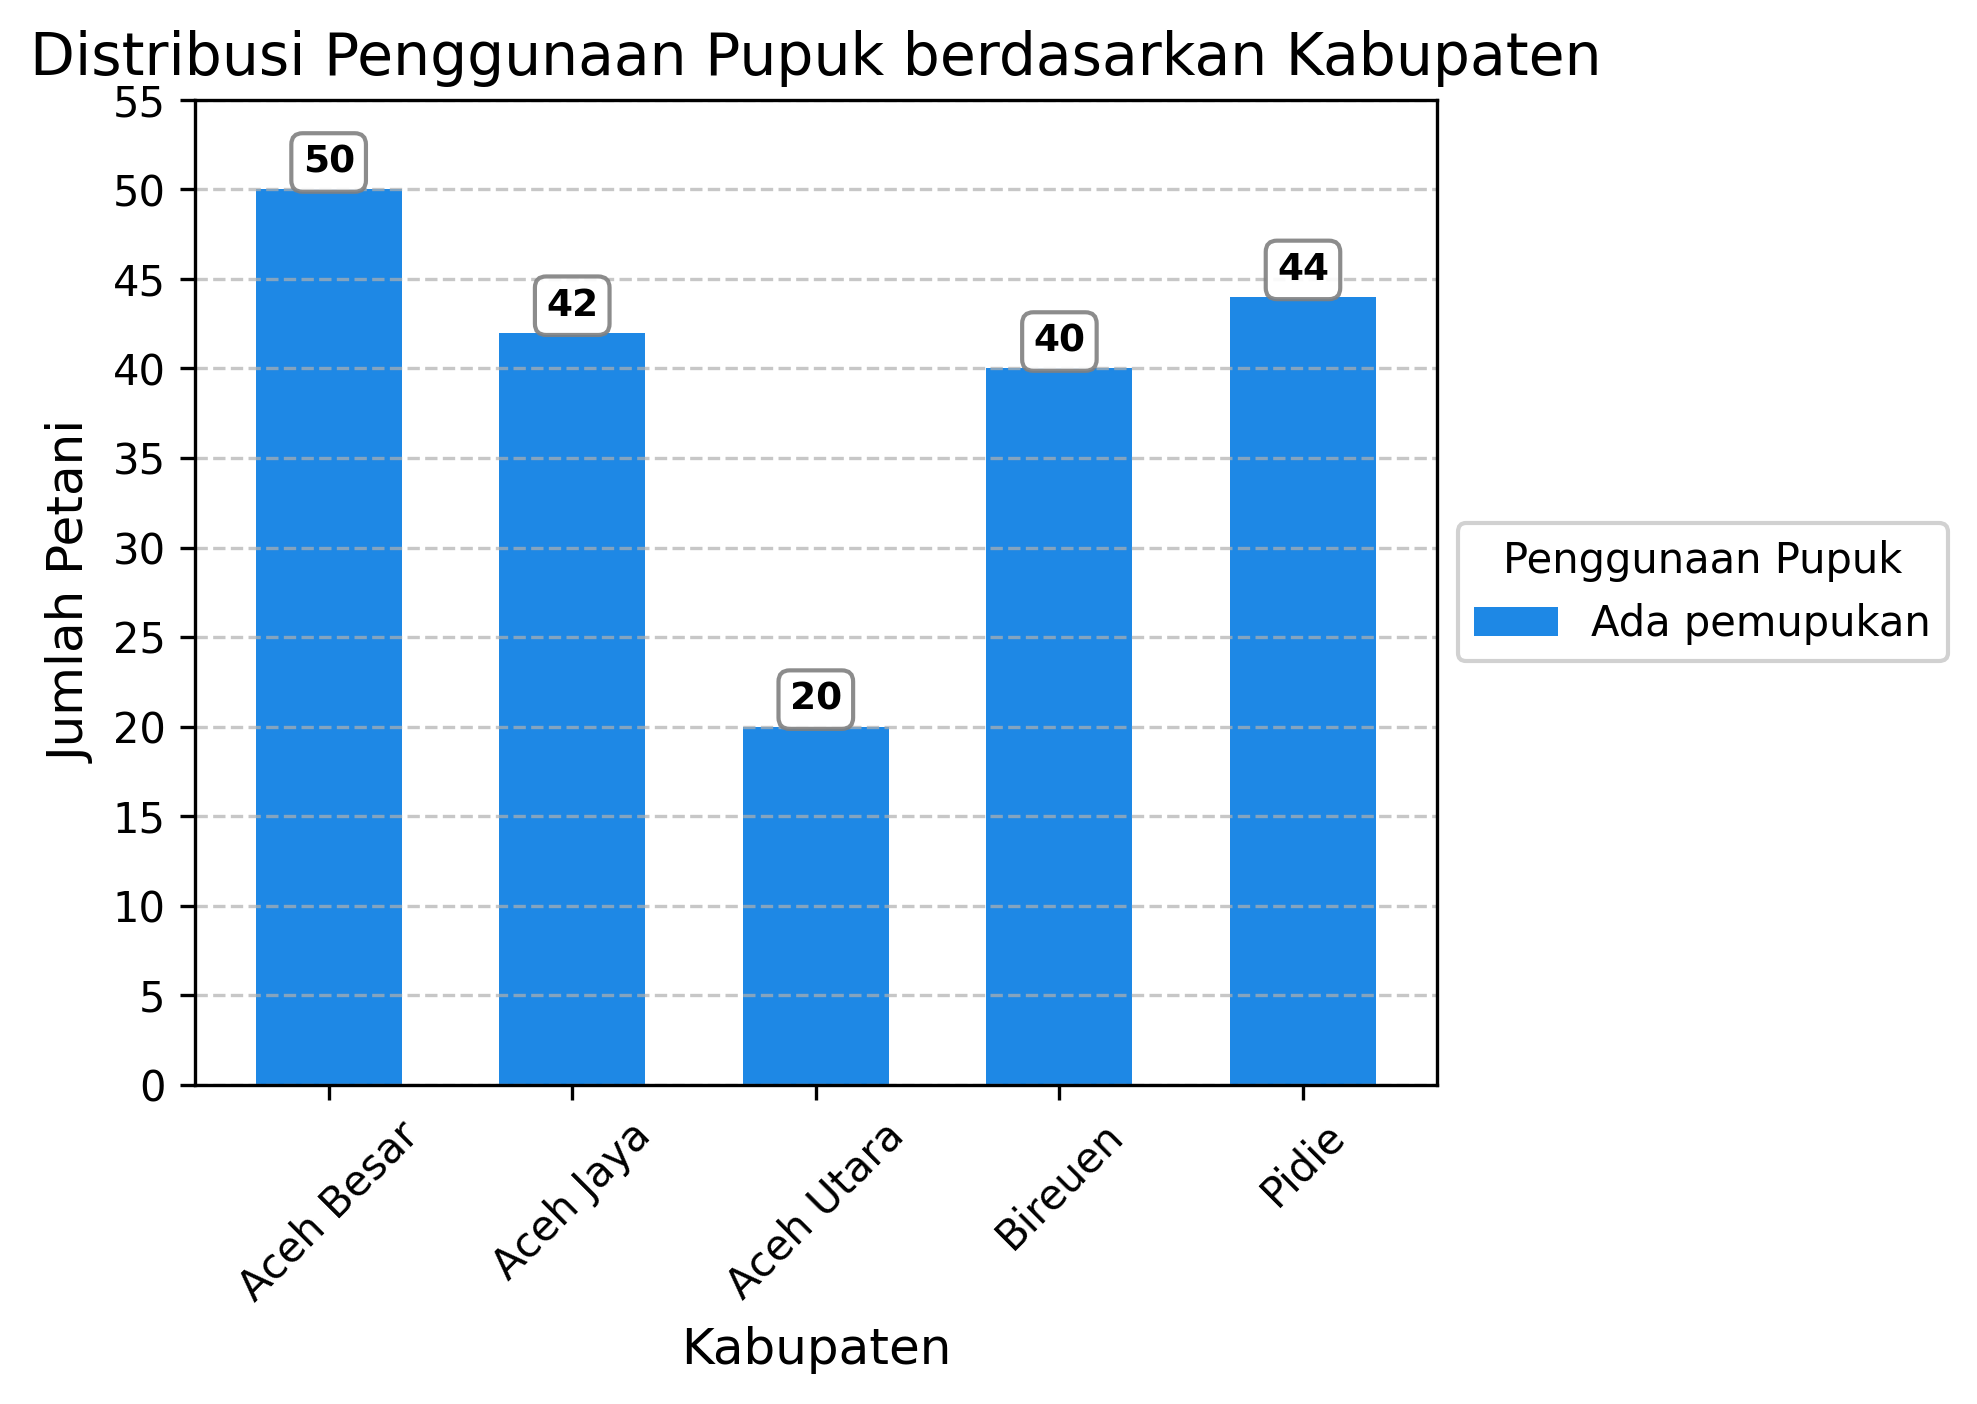 Distribusi Penggunaan Pupuk berdasarkan Kabupaten
55
50
45
40
35
30
25
20
15
10
5
0
Jumlah Petani
50
42
20
40
44
Aceh Besar
Aceh Jaya
Aceh Utara
Bireuen
Pidie
Kabupaten
Penggunaan Pupuk
Ada pemupukan